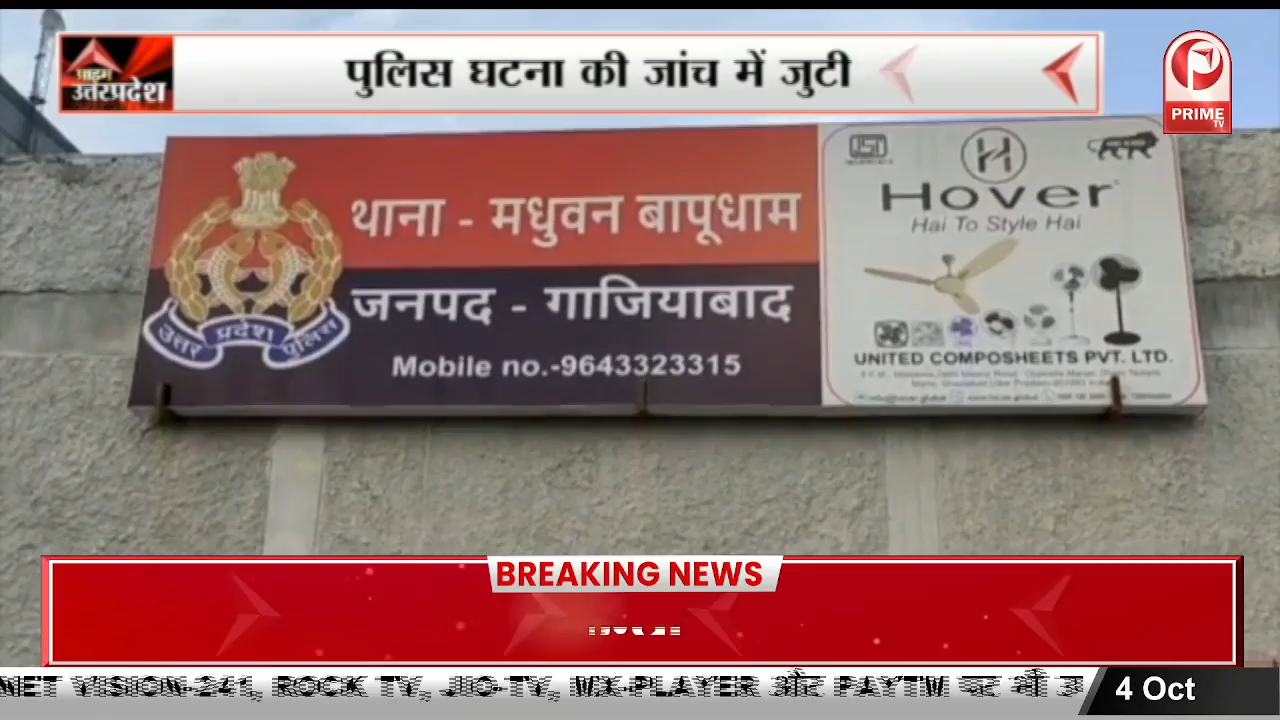 पुलिस घटना की जांच में जुटी
प्राइम
उत्तरप्रदेश
PRIME
TV
थाना - मधुवन बापूधाम
जनपद - गाजियाबाद
Mobile no.-9643323315
उत्तर प्रदेश पुलिस
Hover
Hai To Style Hai
UNITED COMPOSHEETS PVT. LTD.
BREAKING NEWS
NET VISION-241, ROCK TV, JIO-TV, MX-PLAYER और PAYTM पर भी
4 Oct